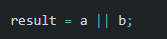 result = a || b;